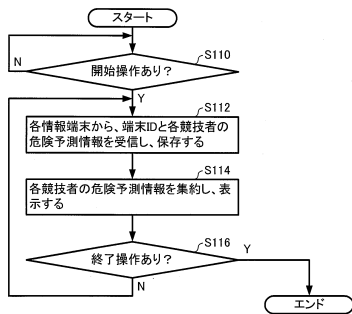 スタート
S110
開始操作あり？
N
Y
S112
各情報端末から、端末IDと各競技者の
危険予測情報を受信し、保存する
S114
各競技者の危険予測情報を集約し、表
示する
S116
終了操作あり？
Y
N
エンド